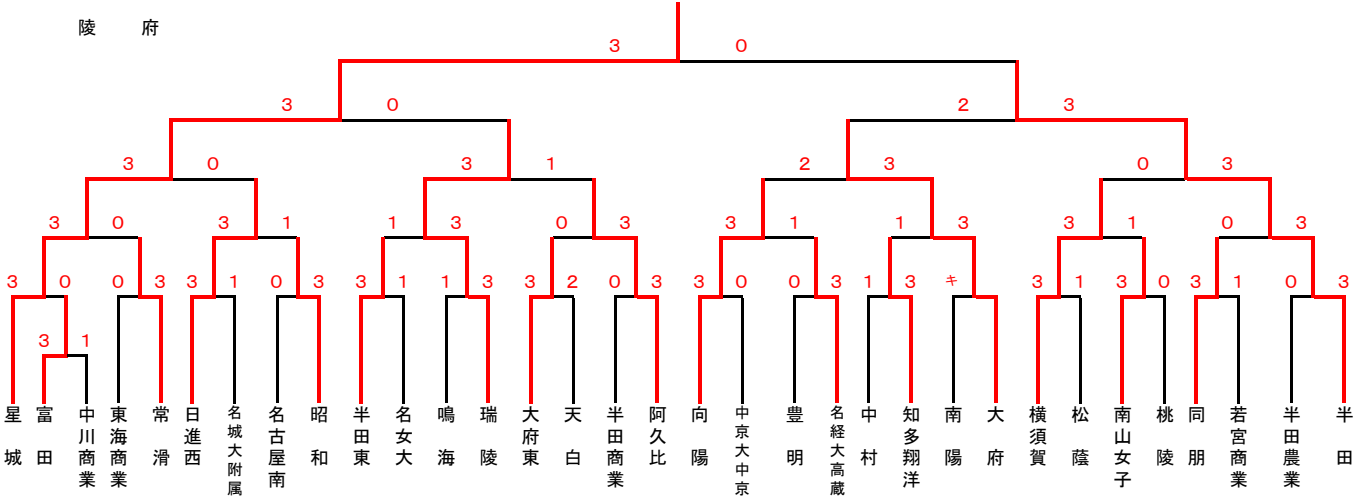 陵 府
3 0
3 0 2 3
3 0 3 1 2 3 0 3
3 0 3 1 1 3 0 3 3 1 1 3 3 1 0 3
3 0 0 3 3 1 0 3 3 1 1 3 3 2 0 3 3 0 0 3 1 3 キ 3 1 3 0 3 1 0 3
3 1
星城
富田
中川商業
東海商業
常滑
日進西
名城大附属
名古屋南
昭和
半田東
名女大
鳴海
瑞陵
大府東
天白
半田商業
阿久比
向陽
中京大中京
豊明
名経大高蔵
中村
知多翔洋
南陽
大府
横須賀
松蔭
南山女子
桃陵
同朋
若宮商業
半田農業
半田